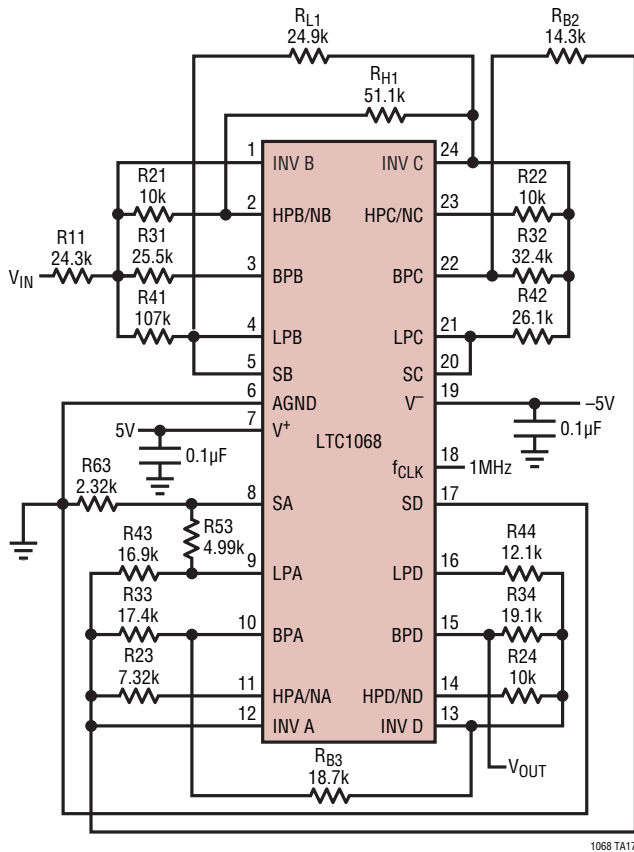 RL1
24.9k
RB2
14.3k
RH1
51.1k
1
INV B
INV C
24
R21
10k
2
HPB/NB
HPC/NC
23
R22
10k
R11
24.3k
VIN
R31
25.5k
3
BPB
BPC
22
R32
32.4k
R41
107k
4
LPB
LPC
21
R42
26.1k
5
SB
SC
20
6
AGND
V–
19
–5V
5V
7
V+
0.1µF
LTC1068
0.1µF
fCLK
18
1MHz
R63
2.32k
8
SA
SD
17
R53
4.99k
R43
16.9k
9
LPA
LPD
16
R44
12.1k
R33
17.4k
10
BPA
BPD
15
R34
19.1k
R23
7.32k
11
HPA/NA
HPD/ND
14
R24
10k
12
INV A
INV D
13
RB3
18.7k
VOUT
1068 TA17